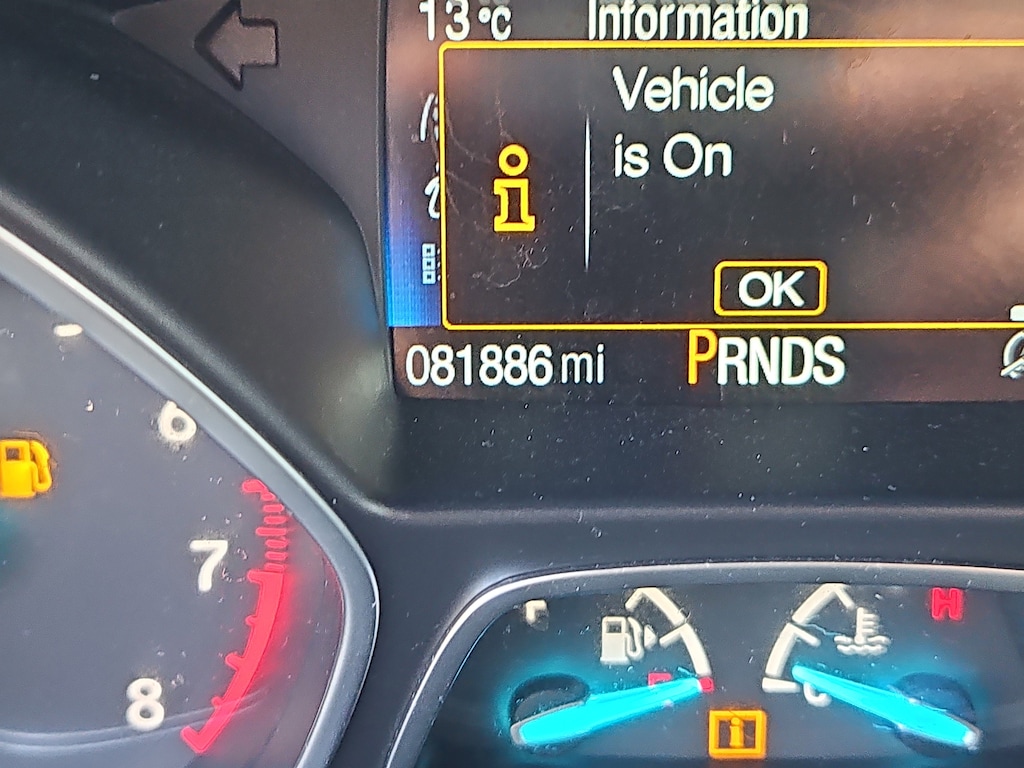 13°C Information
Vehicle
is On
i
OK
081886 mi PRNDS
6
7
8
F
H
E
C
i